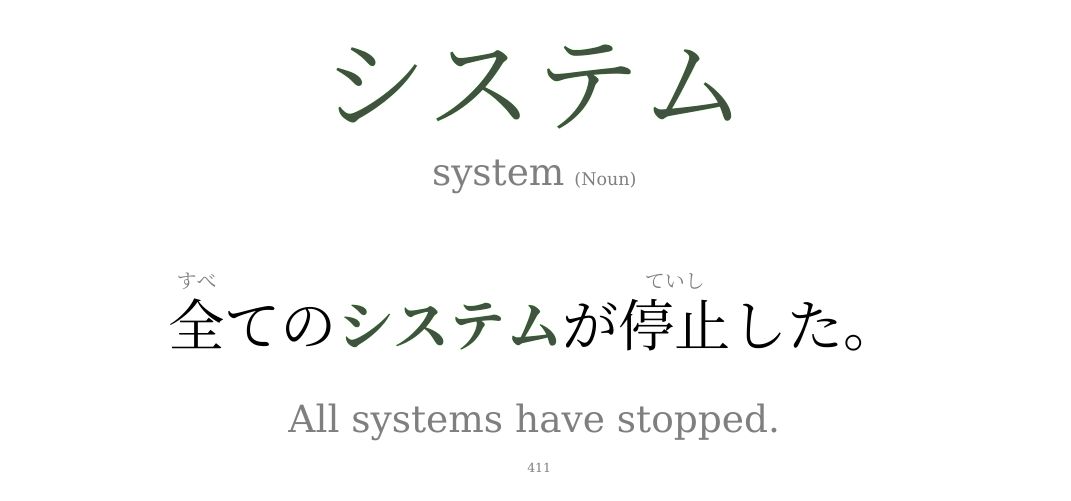 システム
system (Noun)
すべ ていし
全てのシステムが停止した。
All systems have stopped.
411